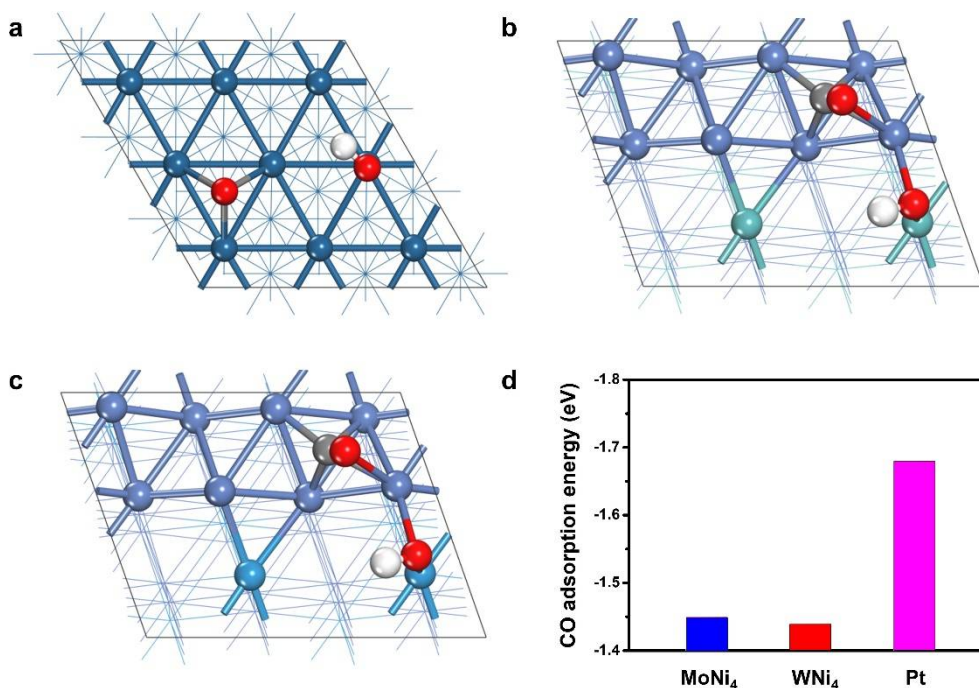 a
b
c
d
CO adsorption energy (eV)
-1.8
-1.7
-1.6
-1.5
-1.4
MoNi₄
WNi₄
Pt